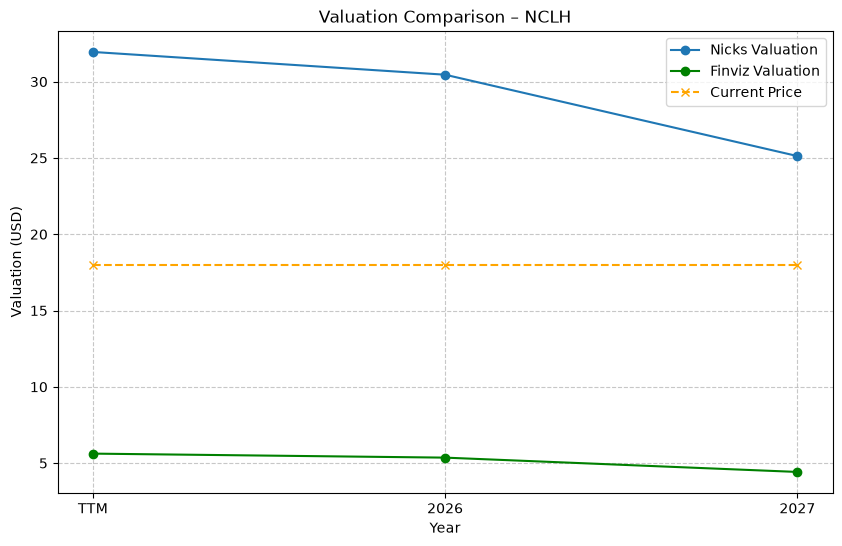 Valuation Comparison – NCLH
Nicks Valuation
Finviz Valuation
Current Price
Valuation (USD)
30
25
20
15
10
5
TTM
2026
2027
Year